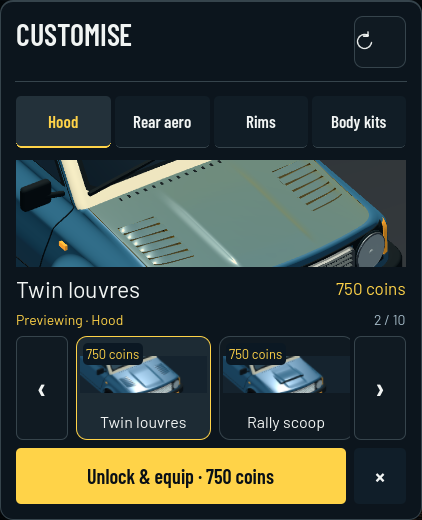 CUSTOMISE
Hood
Rear aero
Rims
Body kits
Twin louvres
750 coins
Previewing · Hood
2 / 10
‹
750 coins
Twin louvres
750 coins
Rally scoop
›
Unlock & equip · 750 coins
×